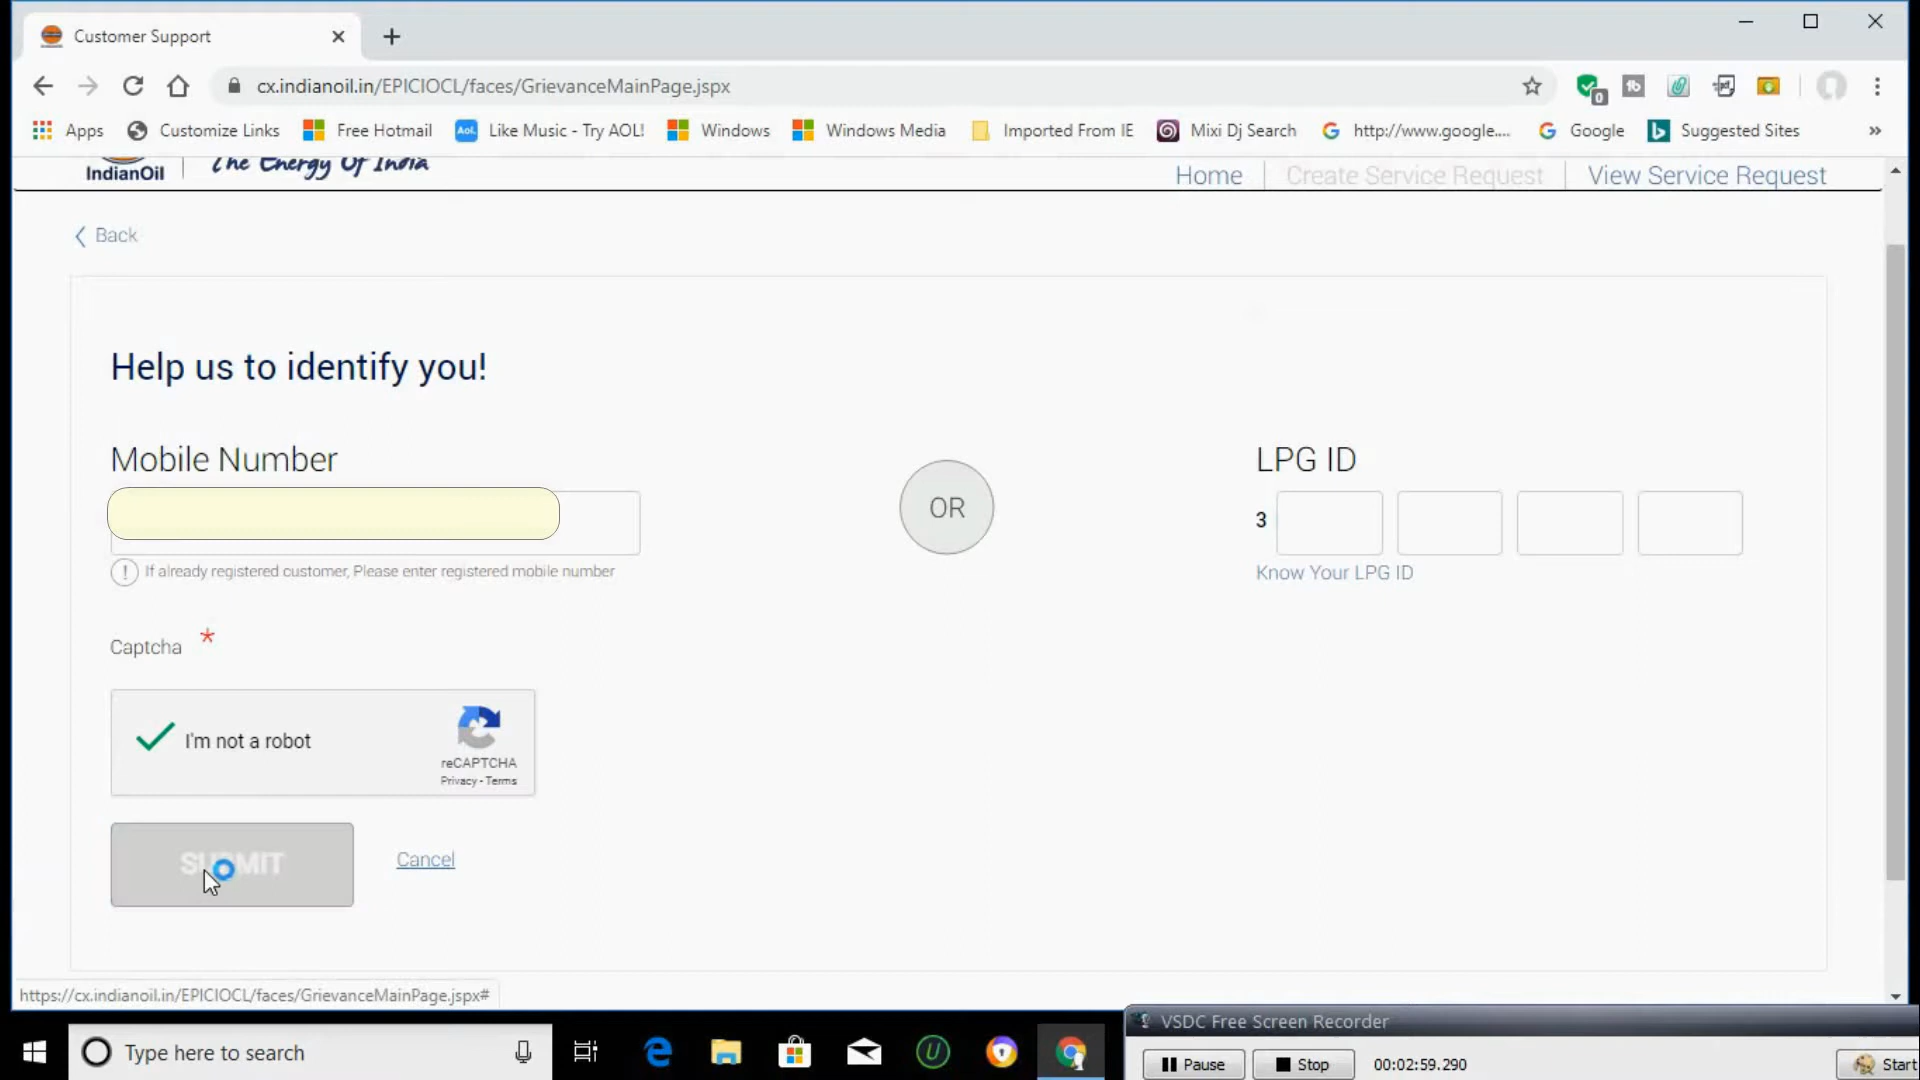 Customer Support
cx.indianoil.in/EPICIOCL/faces/GrievanceMainPage.jspx
0
Apps
Customize Links
Free Hotmail
Aol.
Like Music - Try AOL!
Windows
Windows Media
Imported From IE
Mixi Dj Search
http://www.google....
Google
Suggested Sites
»
IndianOil
The Energy Of India
Home
Create Service Request
View Service Request
Back
Help us to identify you!
Mobile Number
LPG ID
OR
3
! If already registered customer, Please enter registered mobile number
Know Your LPG ID
Captcha *
I'm not a robot
reCAPTCHA
Privacy - Terms
SUBMIT
Cancel
https://cx.indianoil.in/EPICIOCL/faces/GrievanceMainPage.jspx#
VSDC Free Screen Recorder
Type here to search
Pause
Stop
00:02:59.290
Start